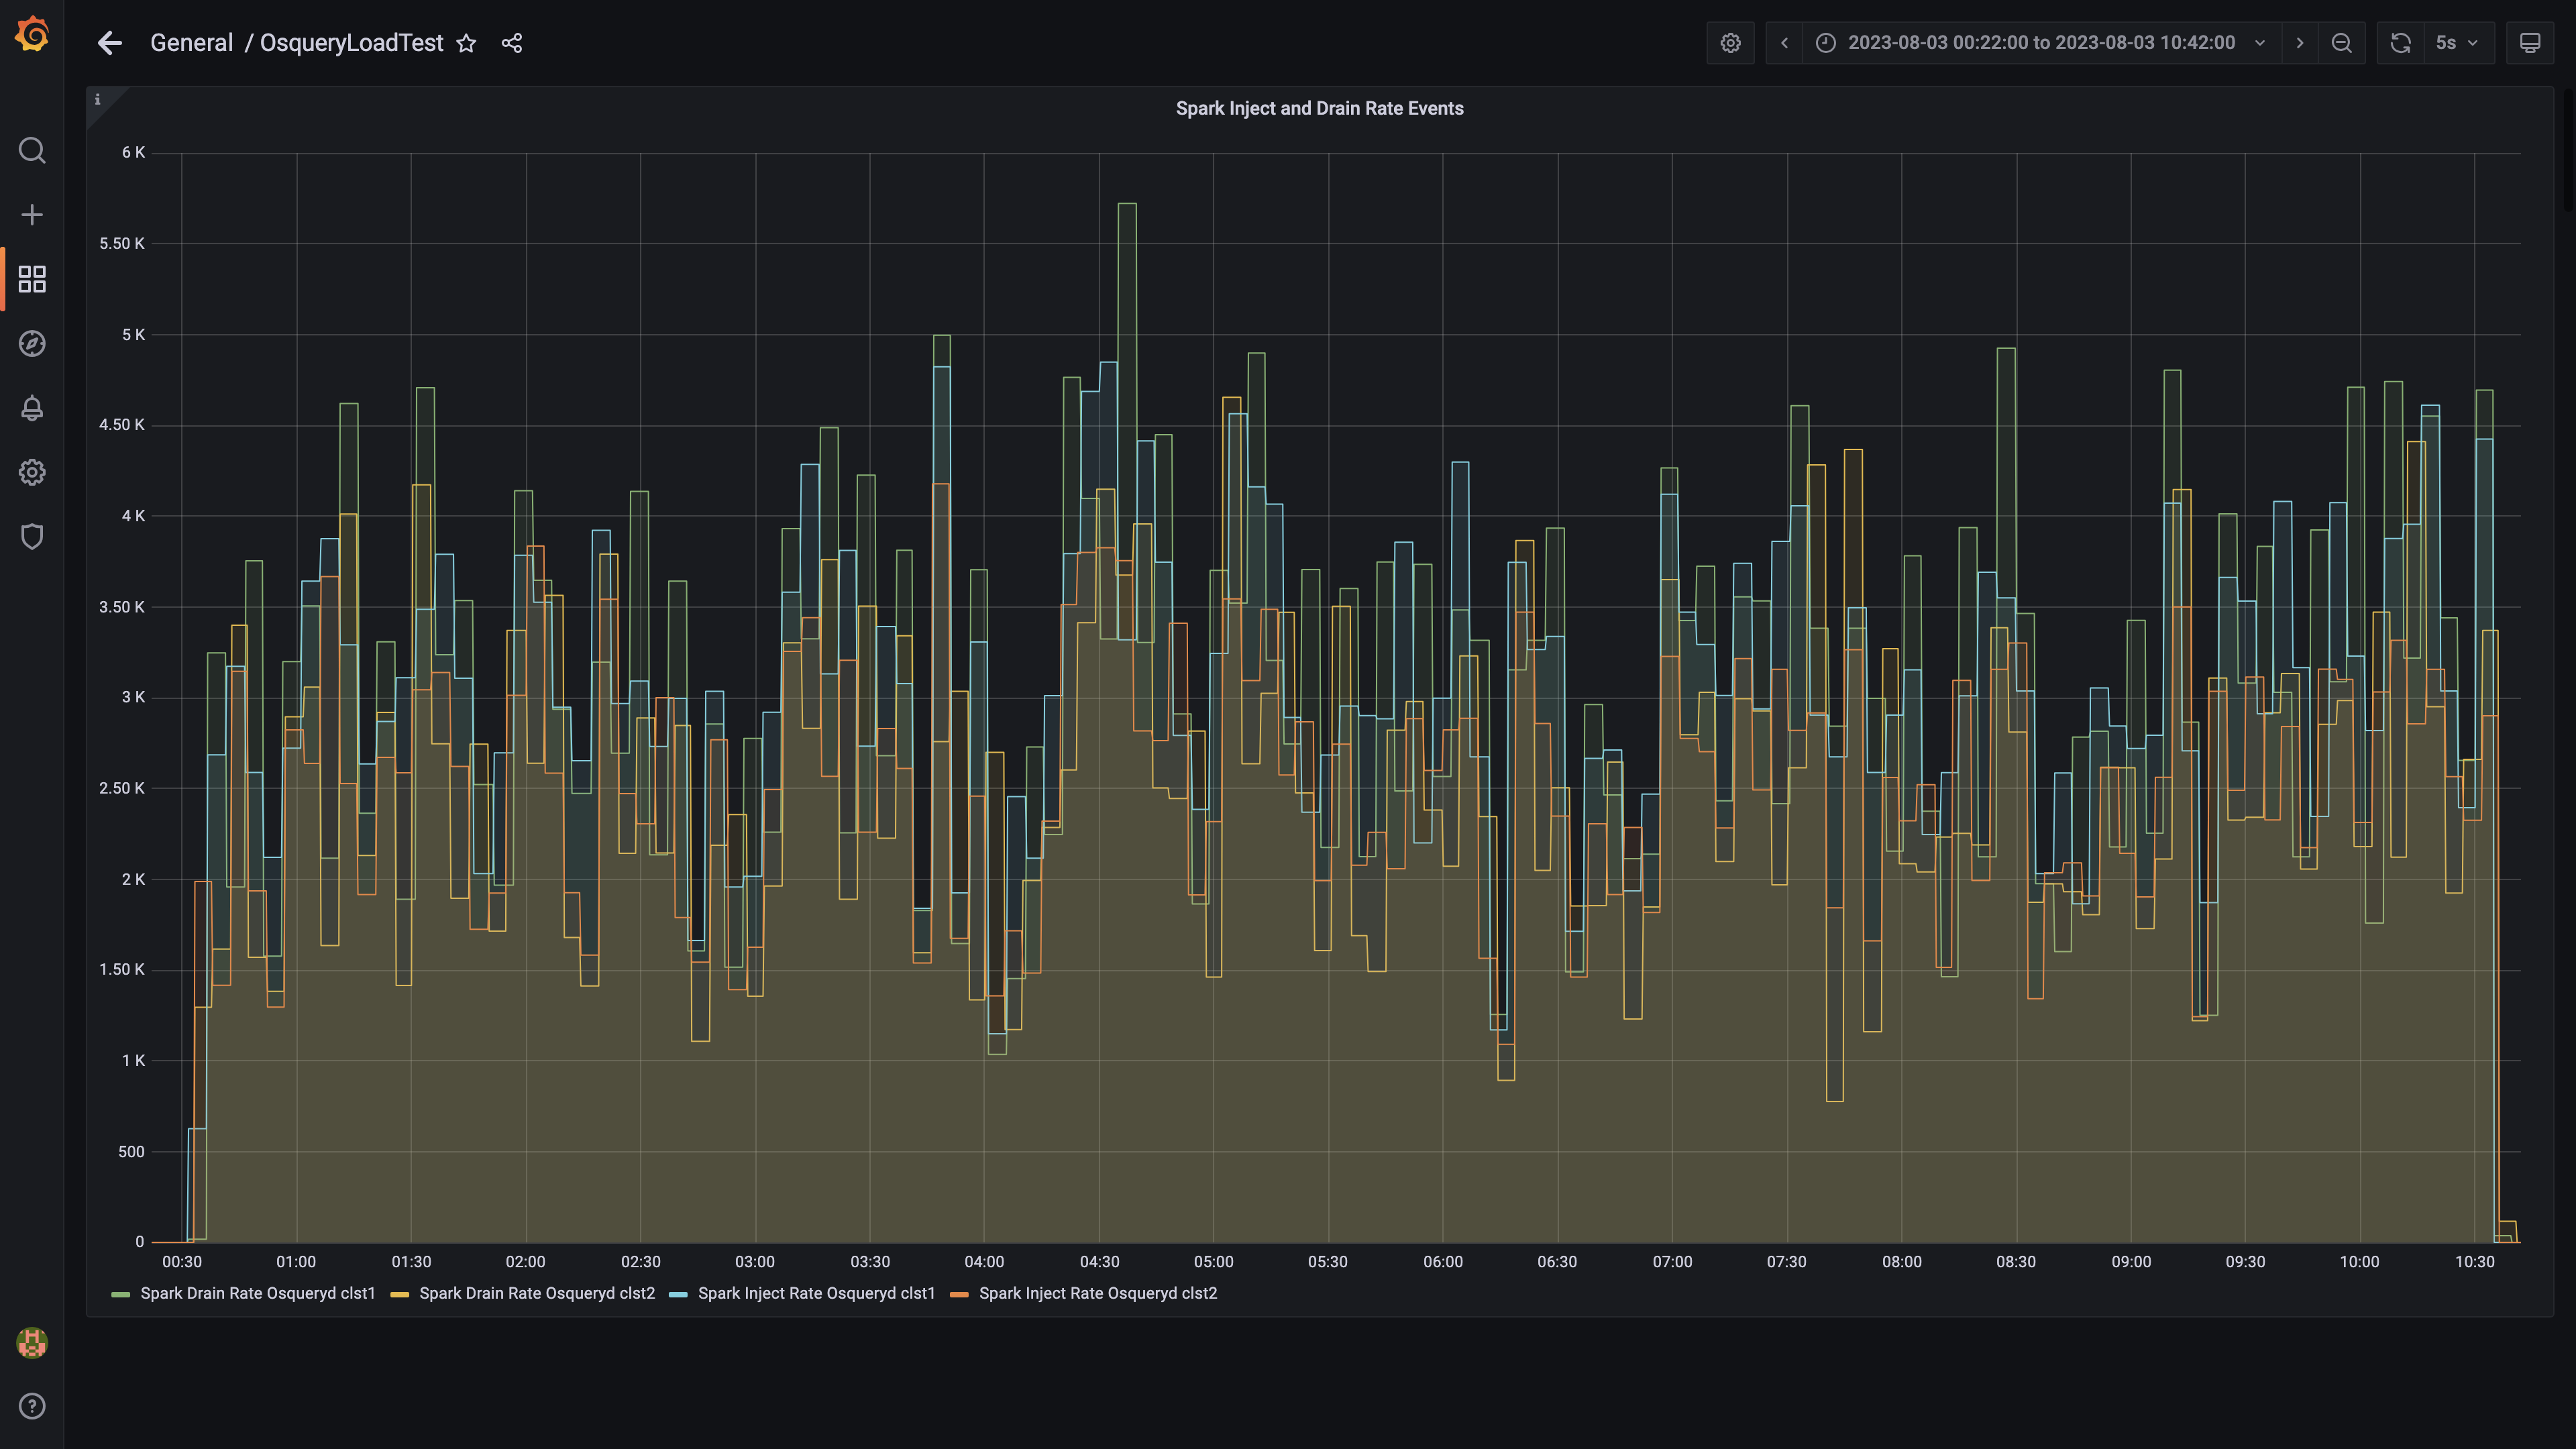 General / OsqueryLoadTest
2023-08-03 00:22:00 to 2023-08-03 10:42:00
5s
i
Spark Inject and Drain Rate Events
6 K
5.50 K
5 K
4.50 K
4 K
3.50 K
3 K
2.50 K
2 K
1.50 K
1 K
500
0
00:30 01:00 01:30 02:00 02:30 03:00 03:30 04:00 04:30 05:00 05:30 06:00 06:30 07:00 07:30 08:00 08:30 09:00 09:30 10:00 10:30
Spark Drain Rate Osqueryd clst1 Spark Drain Rate Osqueryd clst2 Spark Inject Rate Osqueryd clst1 Spark Inject Rate Osqueryd clst2